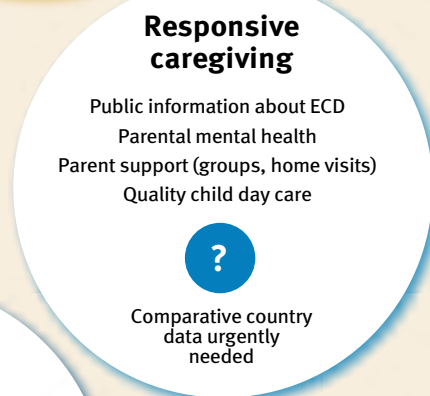 Responsive
caregiving
Public information about ECD
Parental mental health
Parent support (groups, home visits)
Quality child day care
?
Comparative country
data urgently
needed